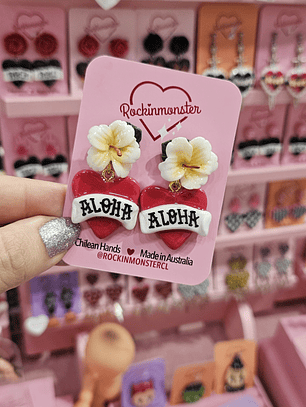 Rockinmonster
ALOHA ALOHA
Chilean Hands ♥ Made in Australia
@ROCKINMONSTERCL